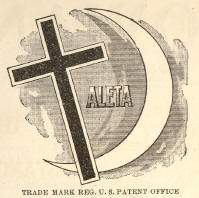 ALETA
TRADE MARK REG. U. S. PATENT OFFICE